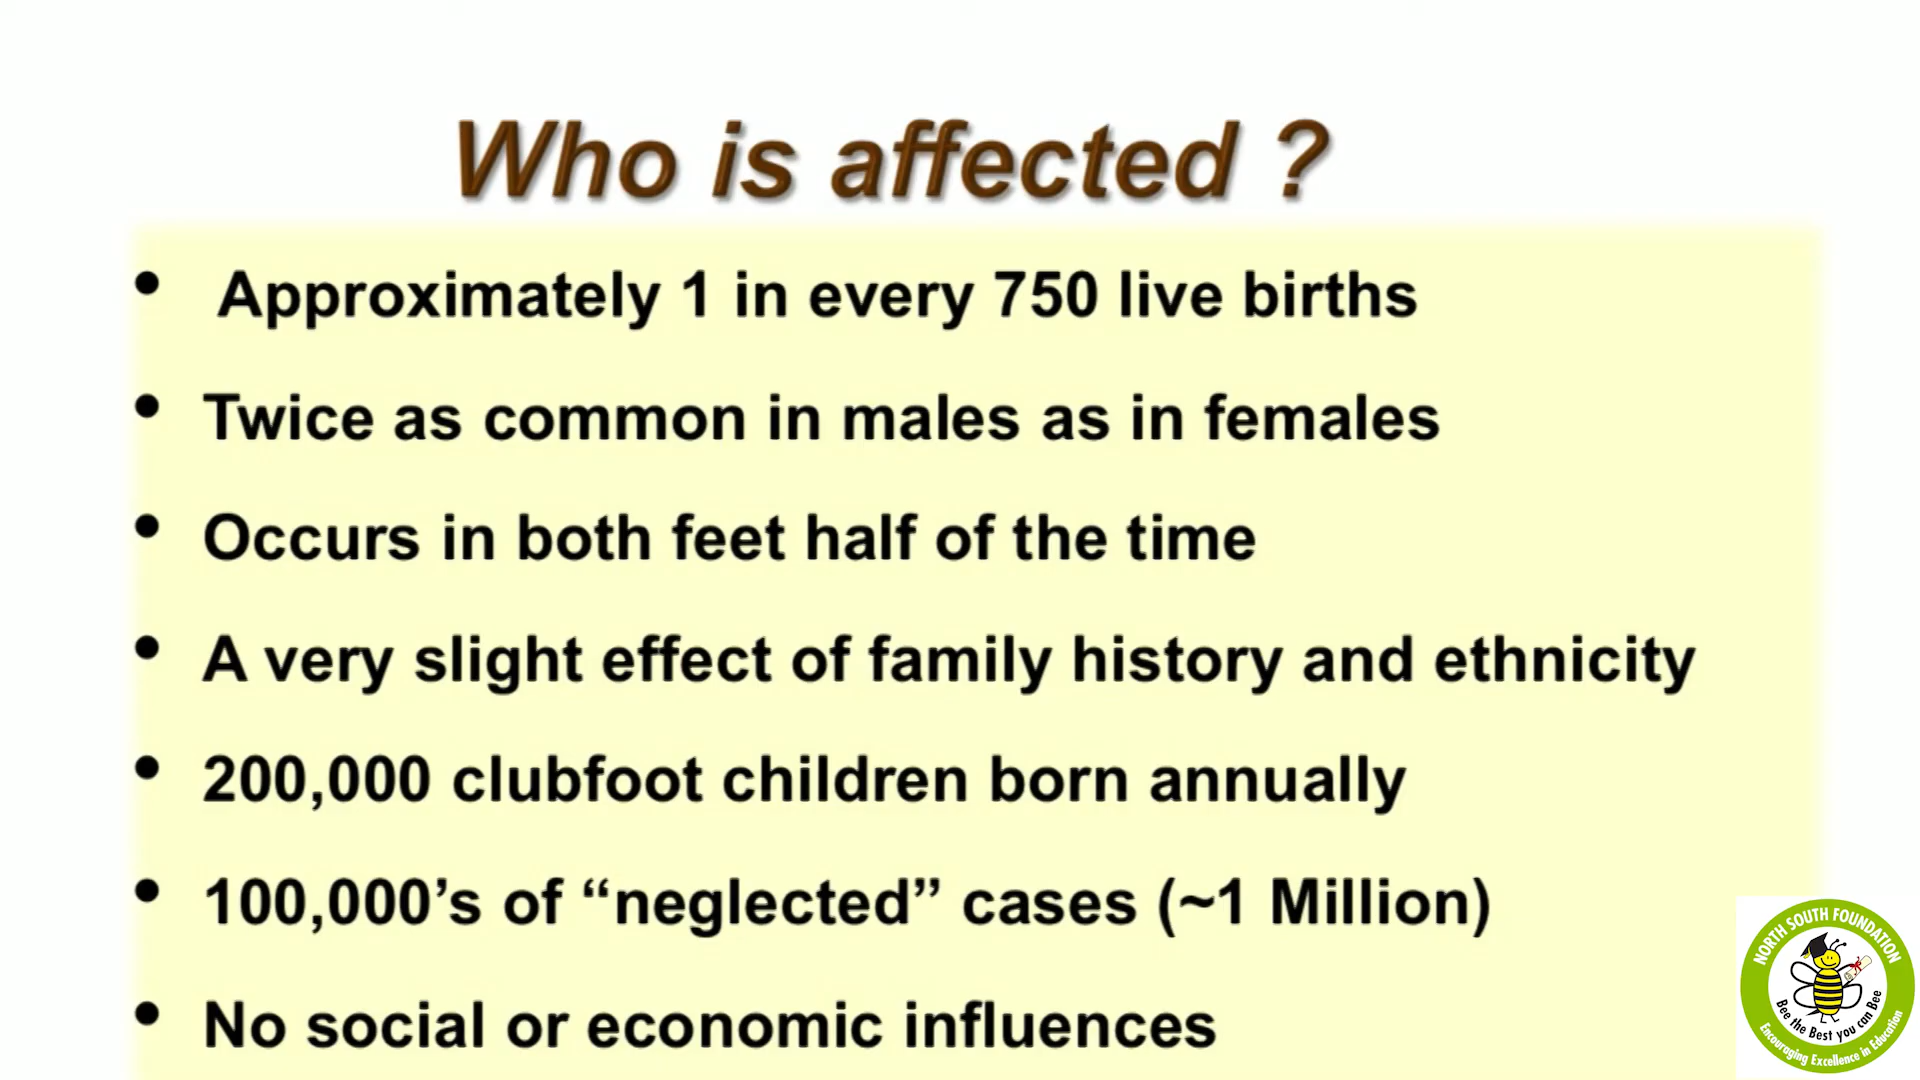 Who is affected ?
• Approximately 1 in every 750 live births
• Twice as common in males as in females
• Occurs in both feet half of the time
• A very slight effect of family history and ethnicity
• 200,000 clubfoot children born annually
• 100,000’s of “neglected” cases (~1 Million)
• No social or economic influences
NORTH SOUTH FOUNDATION
Bee the Best you can Bee
Encouraging Excellence in Education